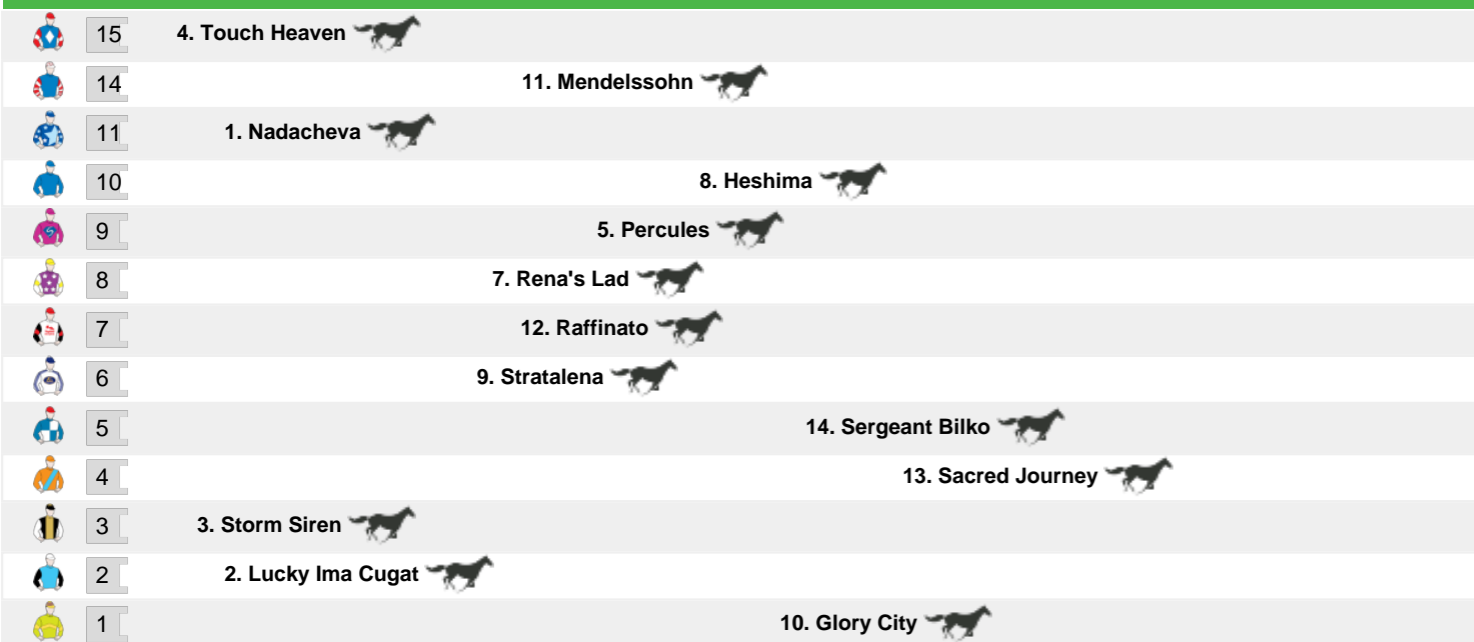 15 4. Touch Heaven
14 11. Mendelssohn
11 1. Nadacheva
10 8. Heshima
9 5. Percules
8 7. Rena's Lad
7 12. Raffinato
6 9. Stratalena
5 14. Sergeant Bilko
4 13. Sacred Journey
3 3. Storm Siren
2 2. Lucky Ima Cugat
1 10. Glory City